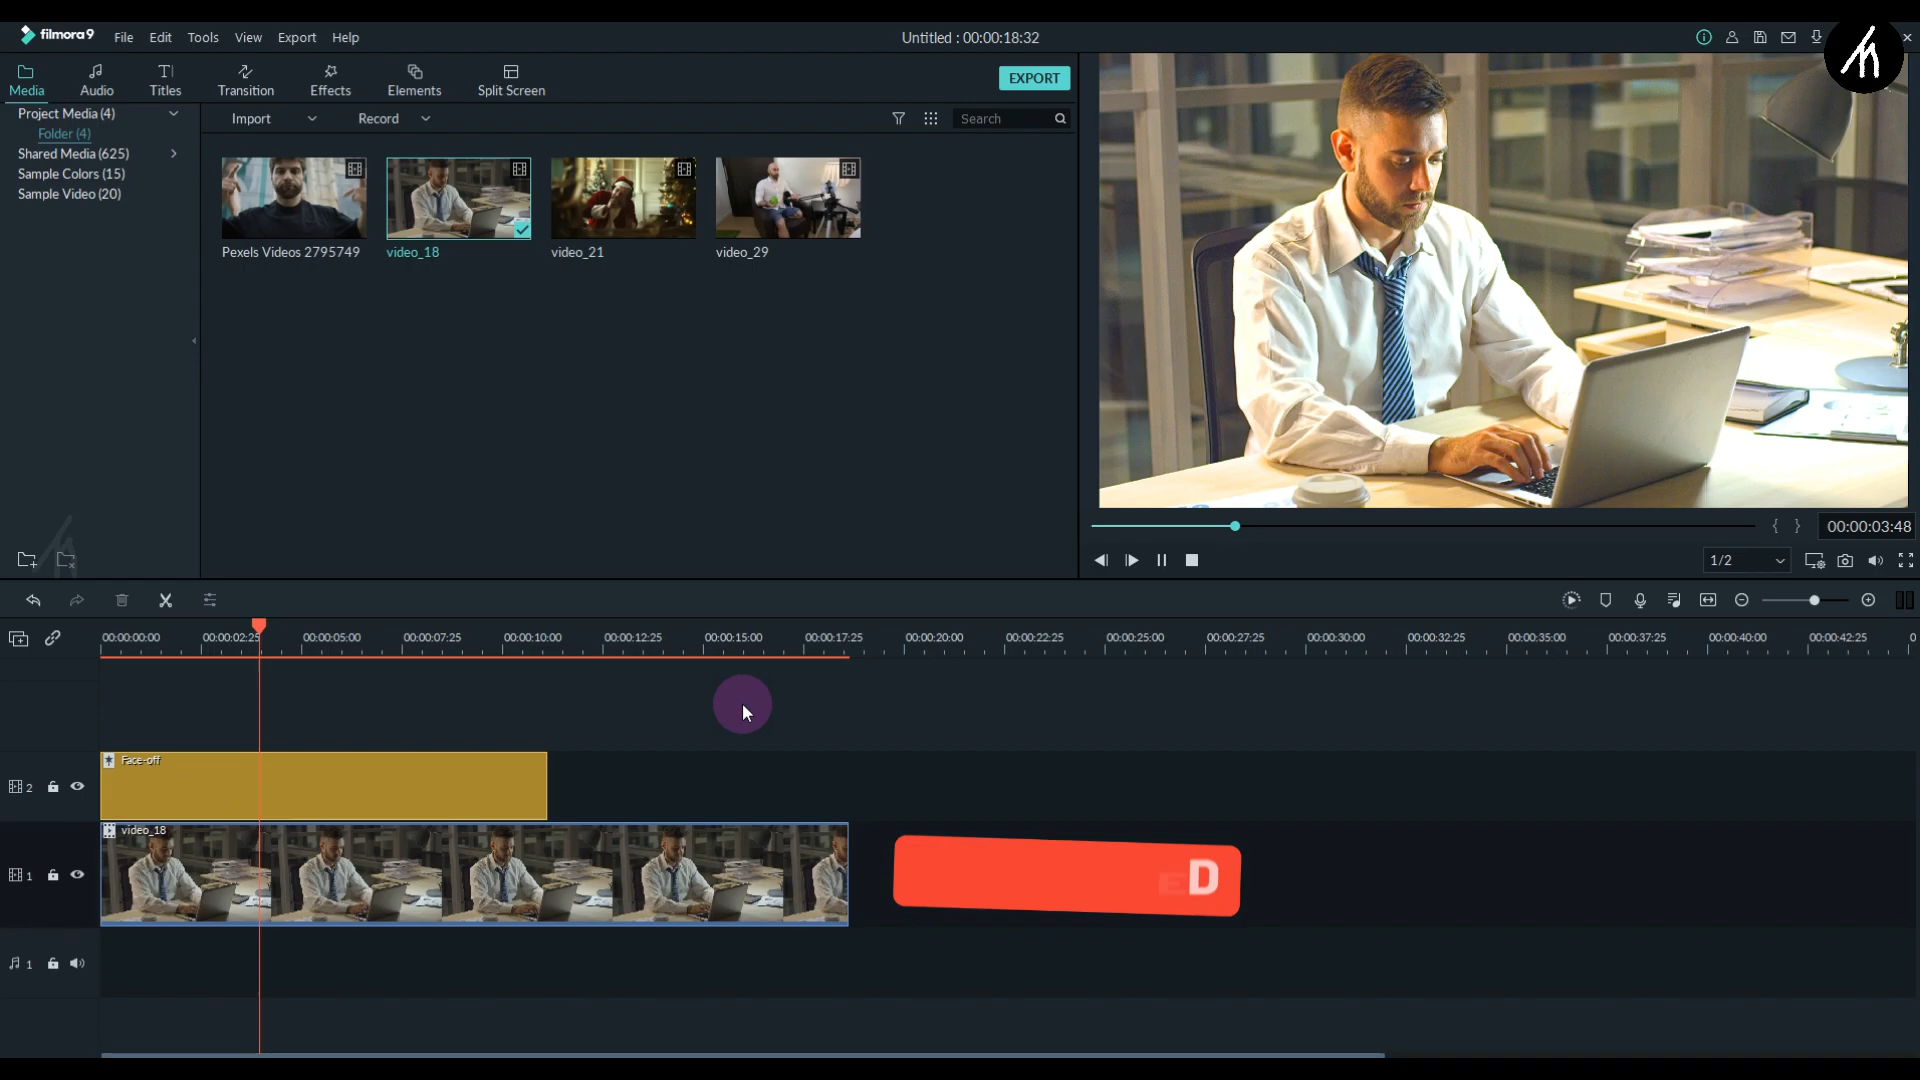 filmora9 File Edit Tools View Export Help
Untitled : 00:00:18:32
Media Audio Titles Transition Effects Elements Split Screen
EXPORT
Project Media (4)
Folder (4)
Shared Media (625)
Sample Colors (15)
Sample Video (20)
Import Record Search
Pexels Videos 2795749 video_18 video_21 video_29
00:00:03:48
1/2
00:00:00:00 00:00:02:25 00:00:05:00 00:00:07:25 00:00:10:00 00:00:12:25 00:00:15:00 00:00:17:25 00:00:20:00 00:00:22:25 00:00:25:00 00:00:27:25 00:00:30:00 00:00:32:25 00:00:35:00 00:00:37:25 00:00:40:00 00:00:42:25 0
Face-off
2
video_18
1
ED
1